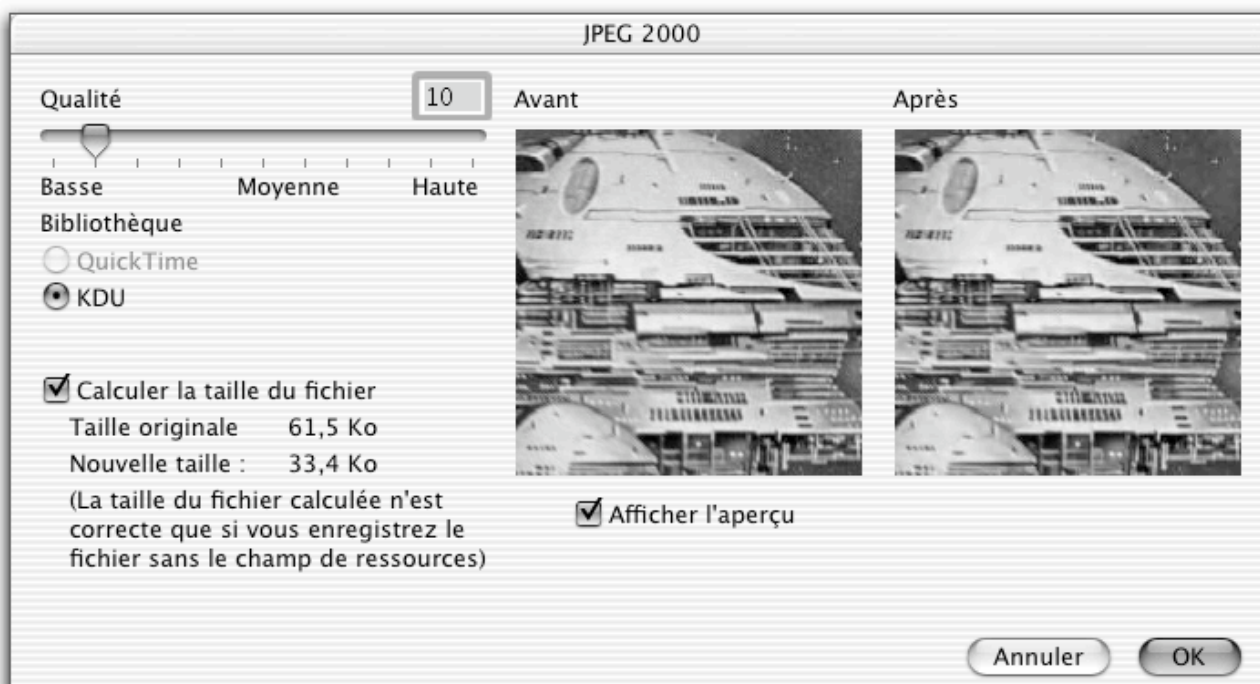 JPEG 2000
Qualité
10
Basse
Moyenne
Haute
Bibliothèque
QuickTime
KDU
Calculer la taille du fichier
Taille originale 61,5 Ko
Nouvelle taille : 33,4 Ko
(La taille du fichier calculée n'est
correcte que si vous enregistrez le
fichier sans le champ de ressources)
Avant
Après
Afficher l'aperçu
Annuler
OK